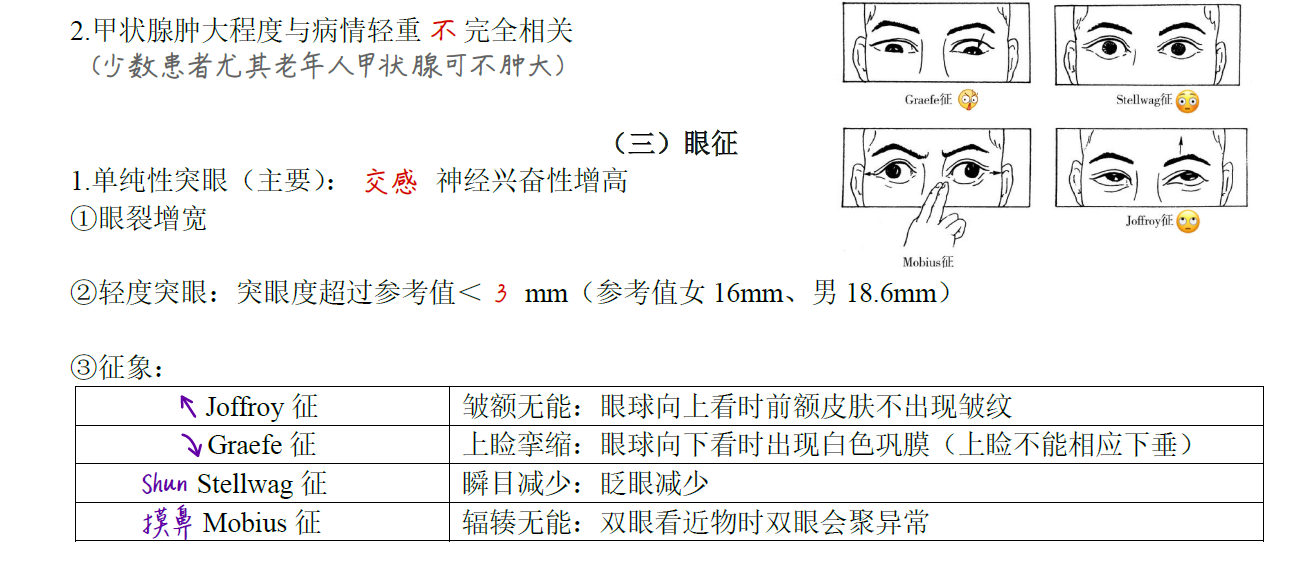 2.甲状腺肿大程度与病情轻重 不 完全相关
(少数患者尤其老年人甲状腺可不肿大)
Graefe征
Stellwag征
（三）眼征
1.单纯性突眼（主要）： 交感 神经兴奋性增高
①眼裂增宽
Mobius征
Joffroy征
②轻度突眼：突眼度超过参考值＜ 3 mm（参考值女 16mm、男 18.6mm）
③征象：
↖ Joffroy 征 皱额无能：眼球向上看时前额皮肤不出现皱纹
↘ Graefe 征 上睑挛缩：眼球向下看时出现白色巩膜（上睑不能相应下垂）
Shun Stellwag 征 瞬目减少：眨眼减少
摸鼻 Mobius 征 辐辏无能：双眼看近物时双眼会聚异常